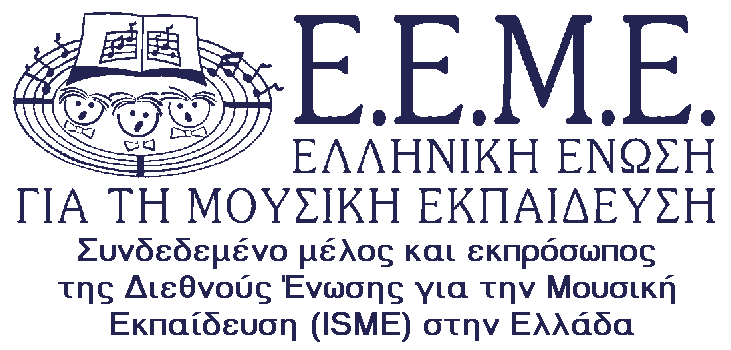 Ε.Ε.Μ.Ε.
ΕΛΛΗΝΙΚΗ ΕΝΩΣΗ
ΓΙΑ ΤΗ ΜΟΥΣΙΚΗ ΕΚΠΑΙΔΕΥΣΗ
Συνδεδεμένο μέλος και εκπρόσωπος
της Διεθνούς Ένωσης για την Μουσική
Εκπαίδευση (ISME) στην Ελλάδα